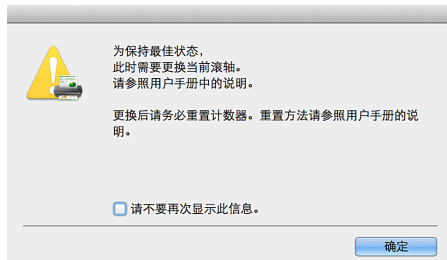 为保持最佳状态，
此时需要更换当前滚轴。
请参照用户手册中的说明。
更换后请务必重置计数器。重置方法请参照用户手册的说
明。
请不要再次显示此信息。
确定